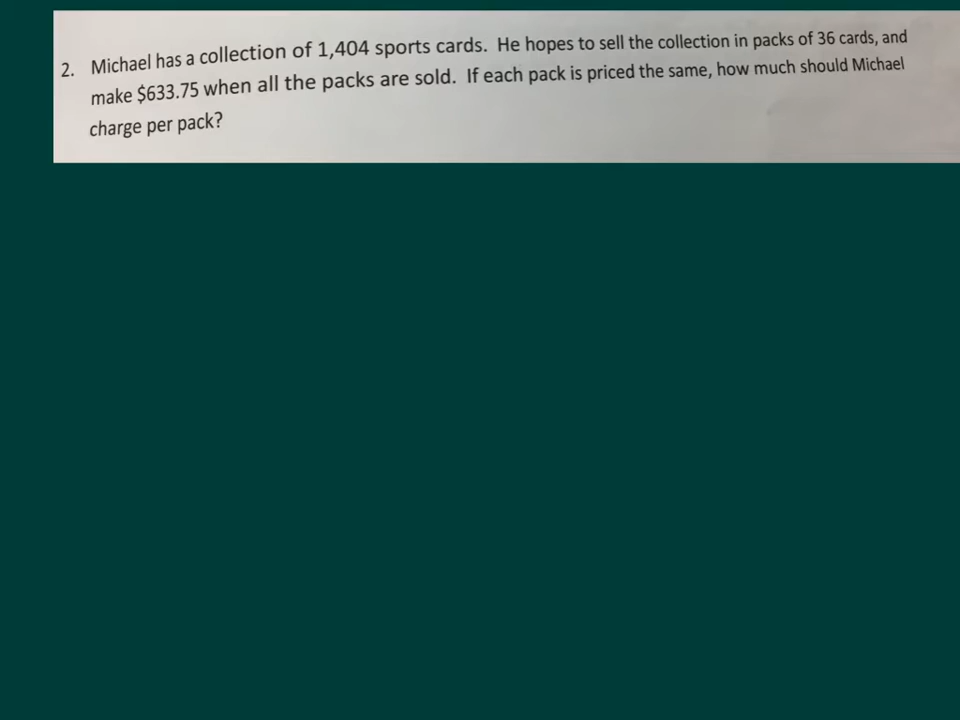 2. Michael has a collection of 1,404 sports cards. He hopes to sell the collection in packs of 36 cards, and
make $633.75 when all the packs are sold. If each pack is priced the same, how much should Michael
charge per pack?